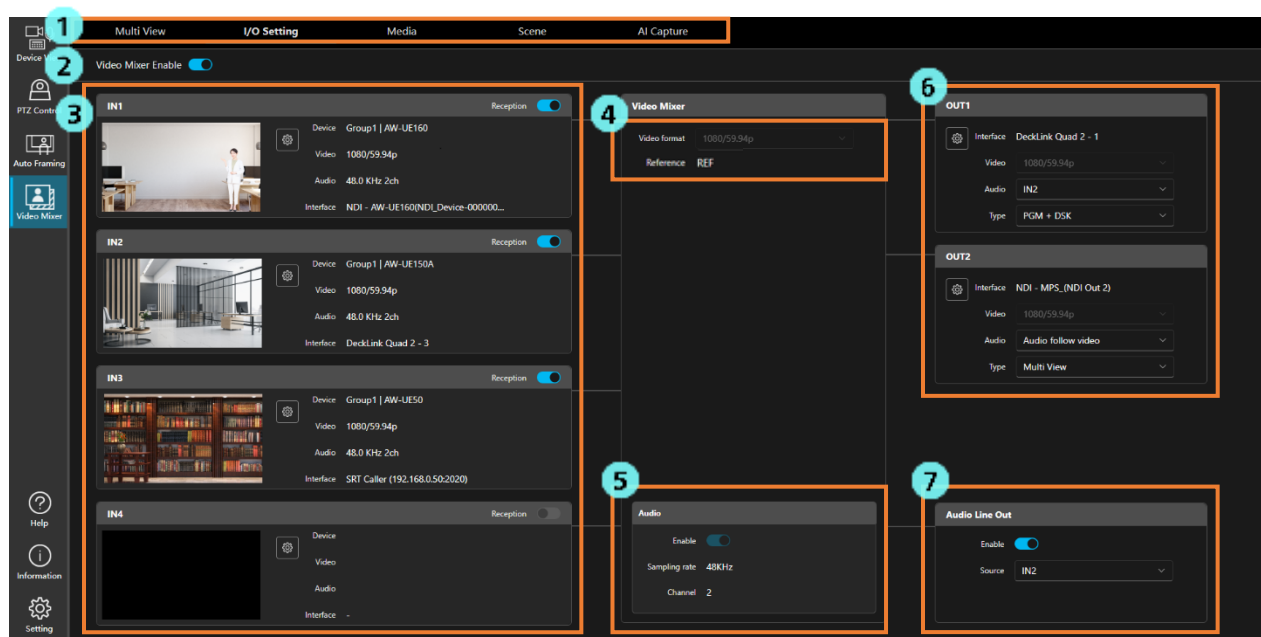 1
Multi View I/O Setting Media Scene AI Capture
2
Video Mixer Enable
Device
PTZ Control
Auto Framing
Video Mixer
Help
Information
Setting
3
IN1 Reception
Device Group1 | AW-UE160
Video 1080/59.94p
Audio 48.0 KHz 2ch
Interface NDI - AW-UE160(NDI_Device-000000...
IN2 Reception
Device Group1 | AW-UE150A
Video 1080/59.94p
Audio 48.0 KHz 2ch
Interface DeckLink Quad 2 - 3
IN3 Reception
Device Group1 | AW-UE50
Video 1080/59.94p
Audio 48.0 KHz 2ch
Interface SRT Caller (192.168.0.50:2020)
IN4 Reception
Device
Video
Audio
Interface -
4
Video Mixer
Video format 1080/59.94p
Reference REF
5
Audio
Enable
Sampling rate 48KHz
Channel 2
6
OUT1
Interface DeckLink Quad 2 - 1
Video 1080/59.94p
Audio IN2
Type PGM + DSK
OUT2
Interface NDI - MPS_(NDI Out 2)
Video 1080/59.94p
Audio Audio follow video
Type Multi View
7
Audio Line Out
Enable
Source IN2